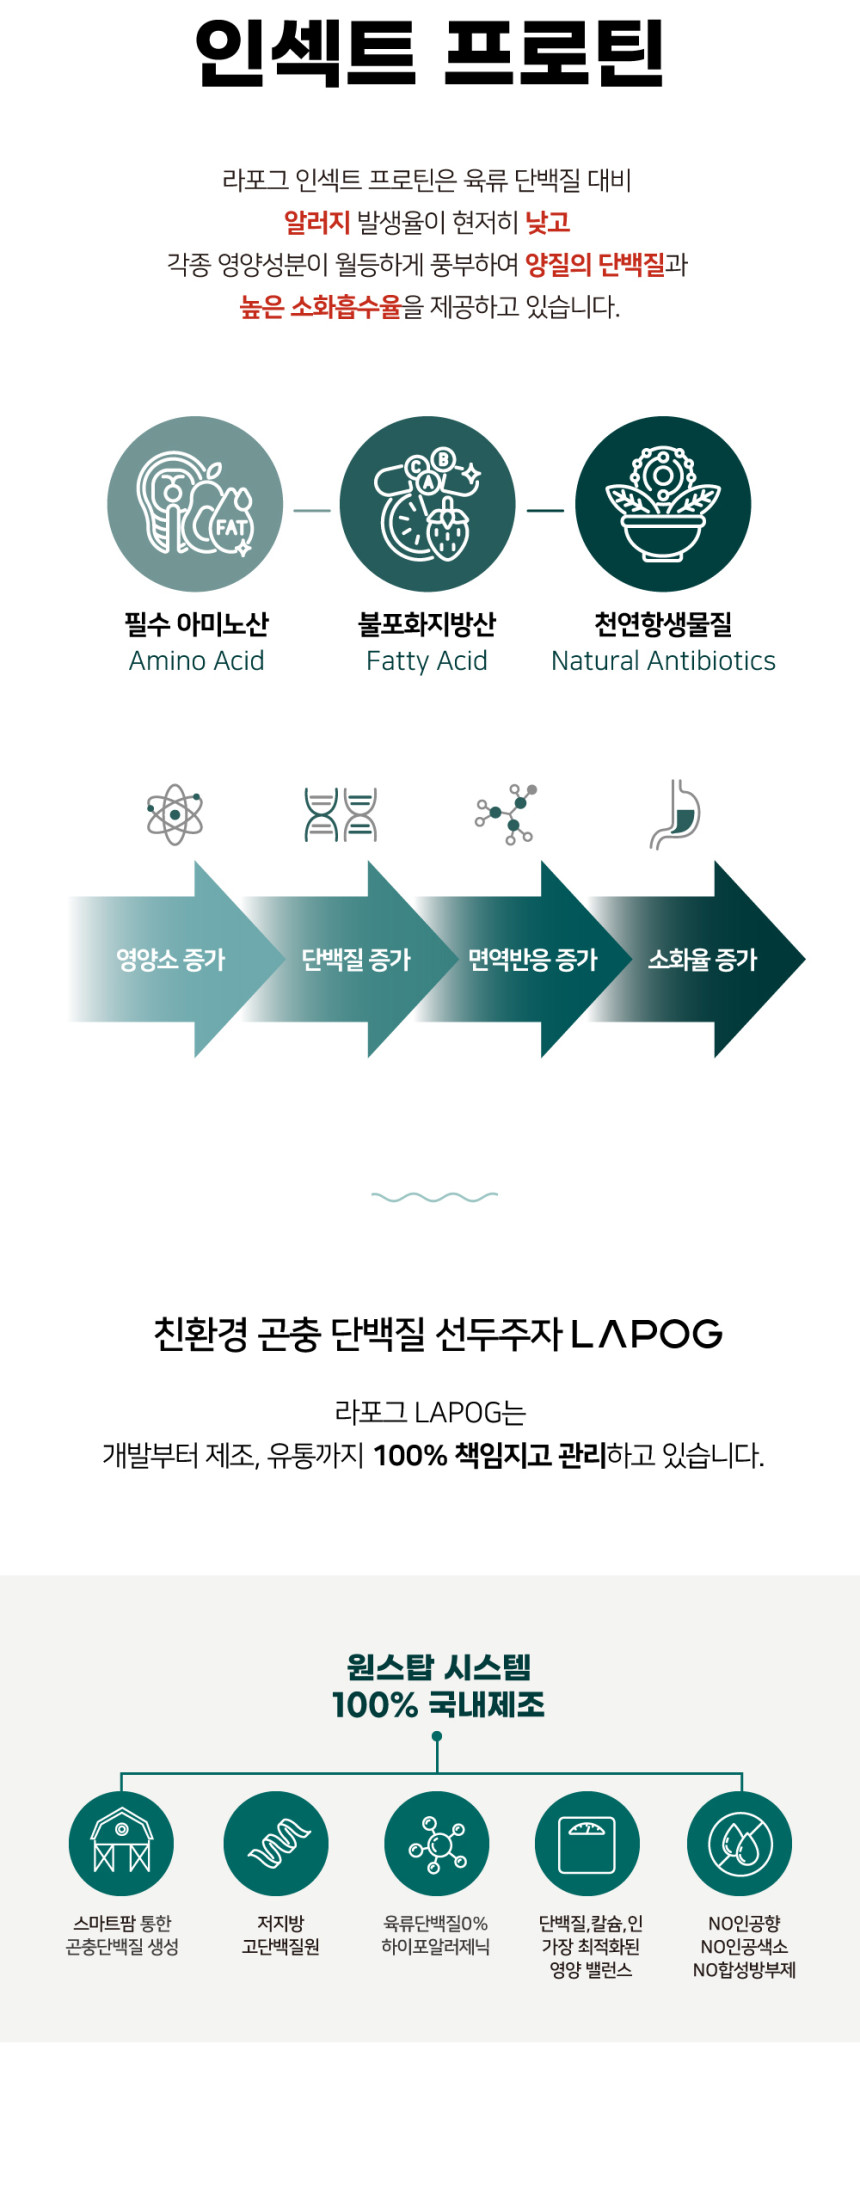 인섹트 프로틴
라포그 인섹트 프로틴은 육류 단백질 대비
알러지 발생율이 현저히 낮고
각종 영양성분이 월등하게 풍부하여 양질의 단백질과
높은 소화흡수율을 제공하고 있습니다.
FAT
C B
A
필수 아미노산
Amino Acid
불포화지방산
Fatty Acid
천연항생물질
Natural Antibiotics
영양소 증가
단백질 증가
면역반응 증가
소화율 증가
친환경 곤충 단백질 선두주자 LAPOG
라포그 LAPOG는
개발부터 제조, 유통까지 100% 책임지고 관리하고 있습니다.
원스탑 시스템
100% 국내제조
스마트팜 통한
곤충단백질 생성
저지방
고단백질원
육류단백질0%
하이포알러제닉
단백질,칼슘,인
가장 최적화된
영양 밸런스
NO인공향
NO인공색소
NO합성방부제